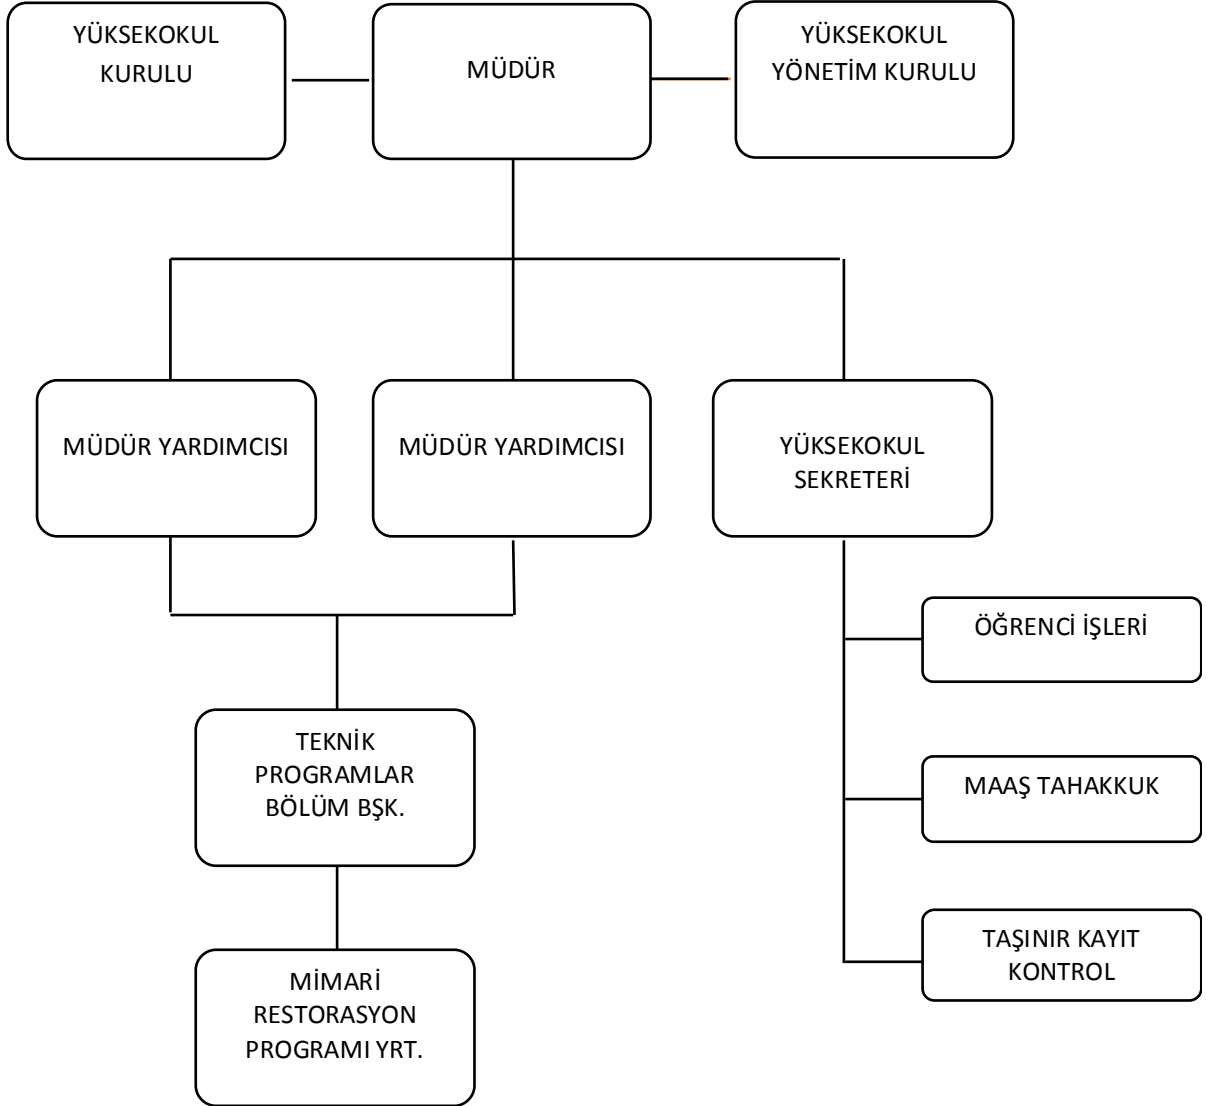 YÜKSEKOKUL
KURULU
MÜDÜR
YÜKSEKOKUL
YÖNETİM KURULU
MÜDÜR YARDIMCISI
MÜDÜR YARDIMCISI
YÜKSEKOKUL
SEKRETERİ
ÖĞRENCİ İŞLERİ
MAAŞ TAHAKKUK
TAŞINIR KAYIT
KONTROL
TEKNİK
PROGRAMLAR
BÖLÜM BŞK.
MİMARİ
RESTORASYON
PROGRAMI YRT.